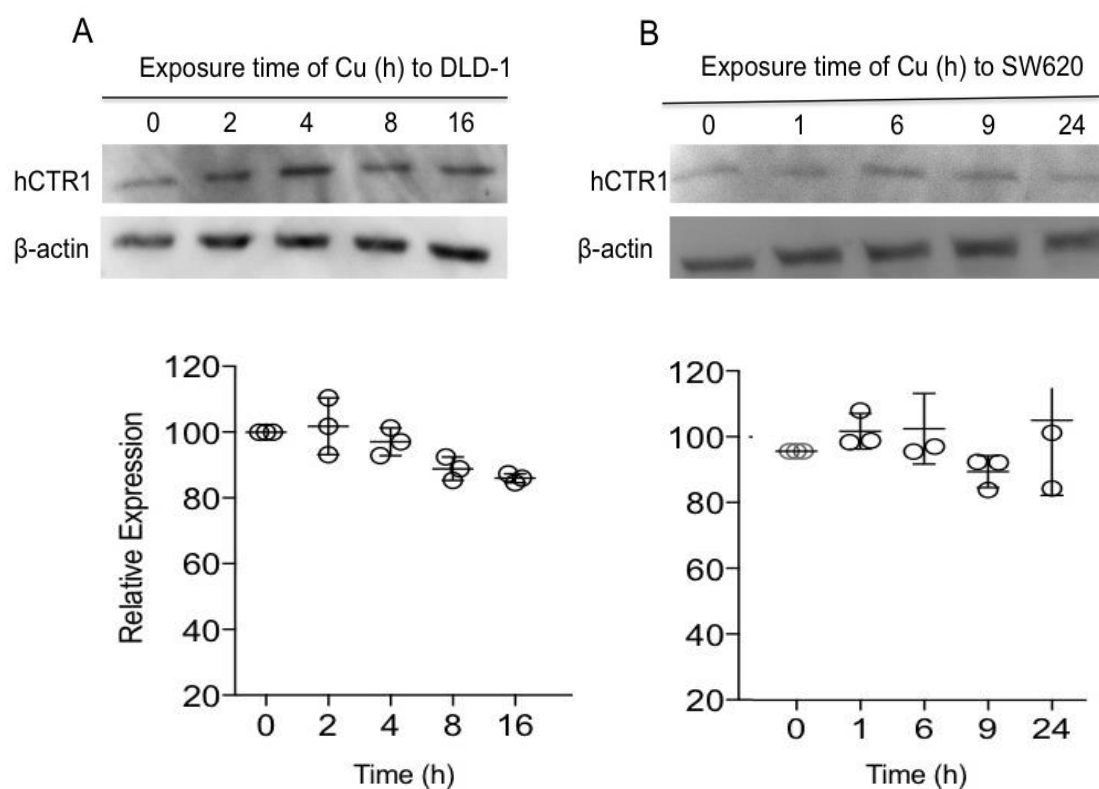 A
Exposure time of Cu (h) to DLD-1
0 2 4 8 16
hCTR1
β-actin
B
Exposure time of Cu (h) to SW620
0 1 6 9 24
hCTR1
β-actin
Relative Expression
120
100
80
60
40
20
0 2 4 8 16
Time (h)
120
100
80
60
40
20
0 1 6 9 24
Time (h)